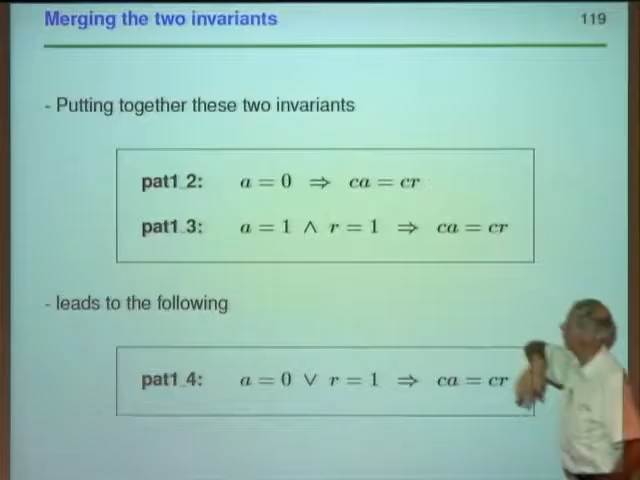 Merging the two invariants
119
- Putting together these two invariants
pat1_2: a = 0 ⇒ ca = cr
pat1_3: a = 1 ∧ r = 1 ⇒ ca = cr
- leads to the following
pat1_4: a = 0 ∨ r = 1 ⇒ ca = cr